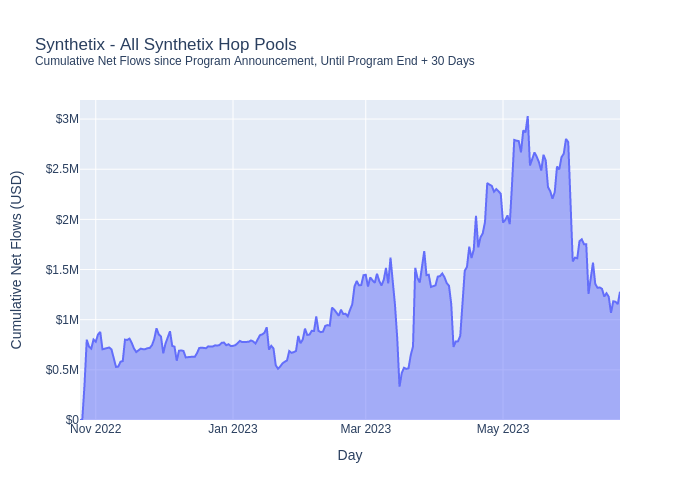 Synthetix - All Synthetix Hop Pools
Cumulative Net Flows since Program Announcement, Until Program End + 30 Days
Cumulative Net Flows (USD)
$3M
$2.5M
$2M
$1.5M
$1M
$0.5M
$0
Nov 2022
Jan 2023
Mar 2023
May 2023
Day